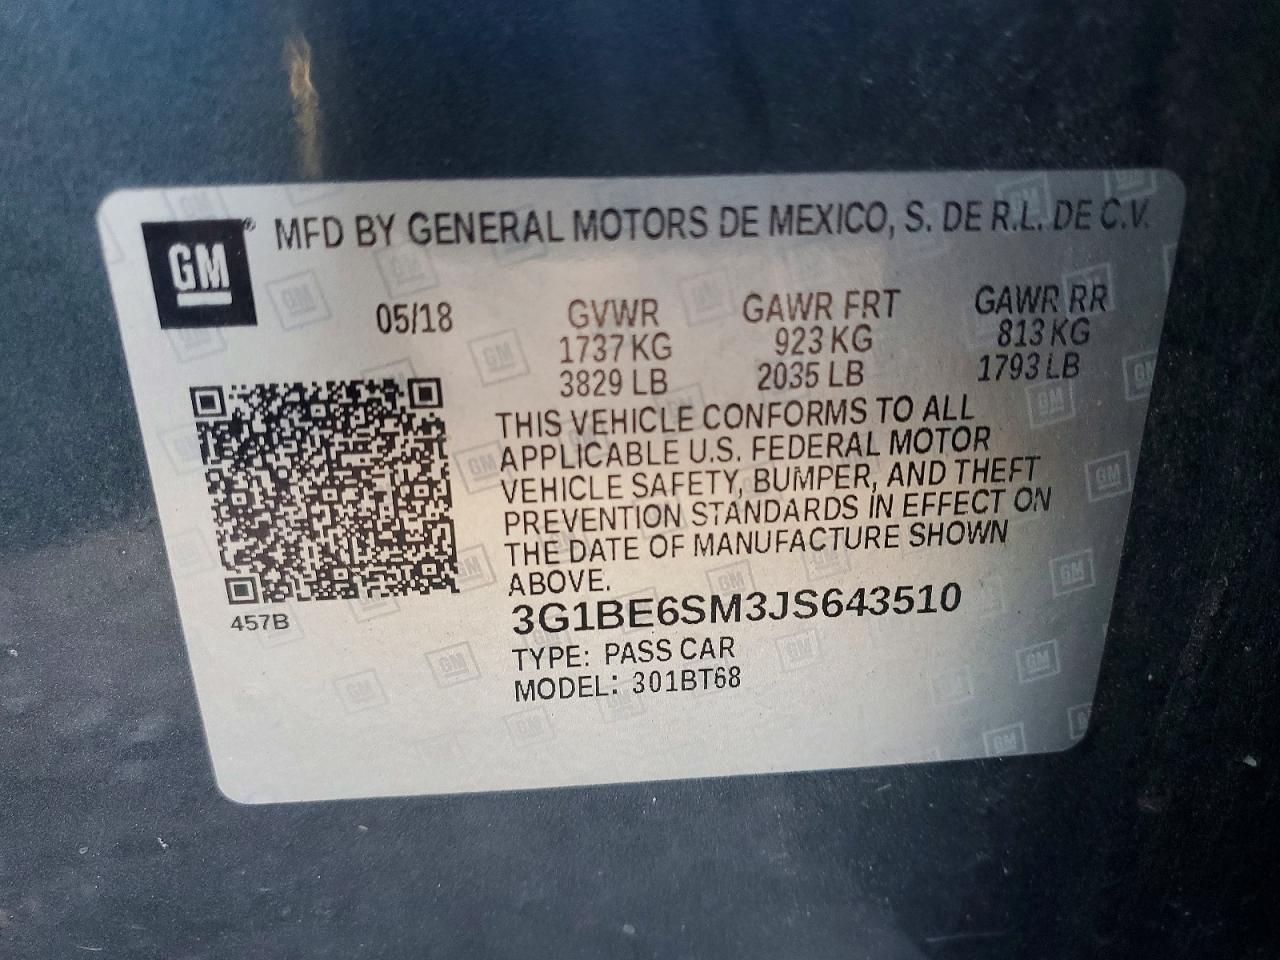 GM® MFD BY GENERAL MOTORS DE MEXICO, S. DE R.L. DE C.V.
05/18 GVWR GAWR FRT GAWR RR
1737 KG 923 KG 813 KG
3829 LB 2035 LB 1793 LB
THIS VEHICLE CONFORMS TO ALL
APPLICABLE U.S. FEDERAL MOTOR
VEHICLE SAFETY, BUMPER, AND THEFT
PREVENTION STANDARDS IN EFFECT ON
THE DATE OF MANUFACTURE SHOWN
ABOVE.
457B
3G1BE6SM3JS643510
TYPE: PASS CAR
MODEL: 301BT68